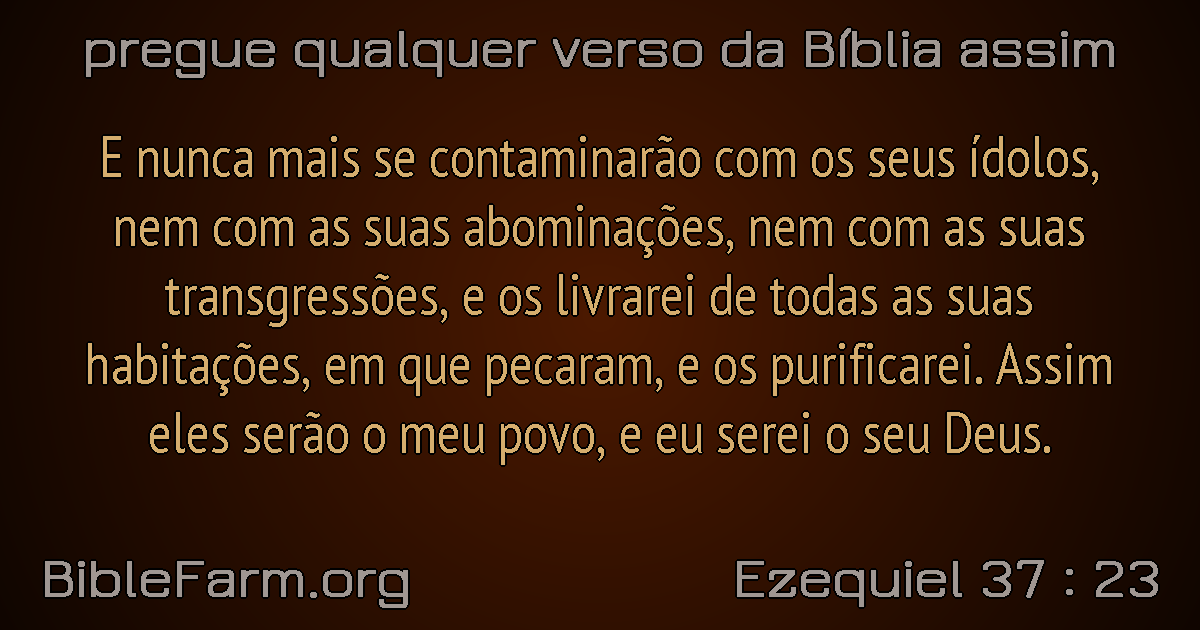 pregue qualquer verso da Bíblia assim
E nunca mais se contaminarão com os seus ídolos,
nem com as suas abominações, nem com as suas
transgressões, e os livrarei de todas as suas
habitações, em que pecaram, e os purificarei. Assim
eles serão o meu povo, e eu serei o seu Deus.
BibleFarm.org
Ezequiel 37 : 23